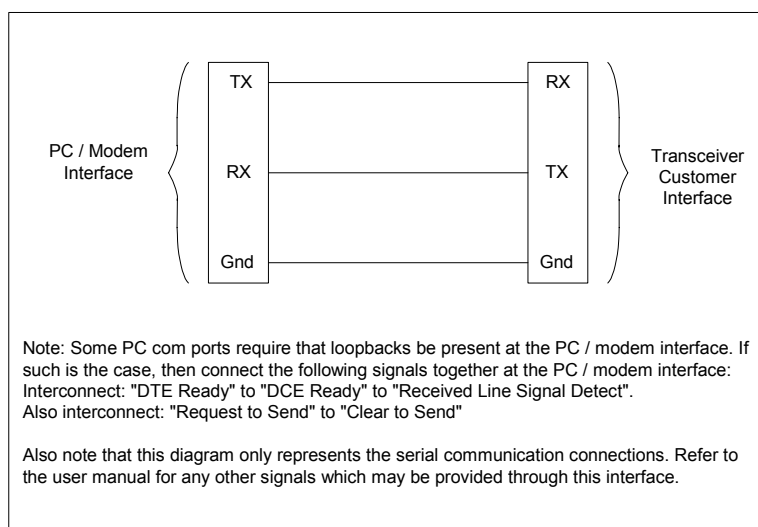 TX
RX
PC / Modem
Interface
RX
TX
Transceiver
Customer
Interface
Gnd
Gnd
Note: Some PC com ports require that loopbacks be present at the PC / modem interface. If
such is the case, then connect the following signals together at the PC / modem interface:
Interconnect: "DTE Ready" to "DCE Ready" to "Received Line Signal Detect".
Also interconnect: "Request to Send" to "Clear to Send"
Also note that this diagram only represents the serial communication connections. Refer to
the user manual for any other signals which may be provided through this interface.